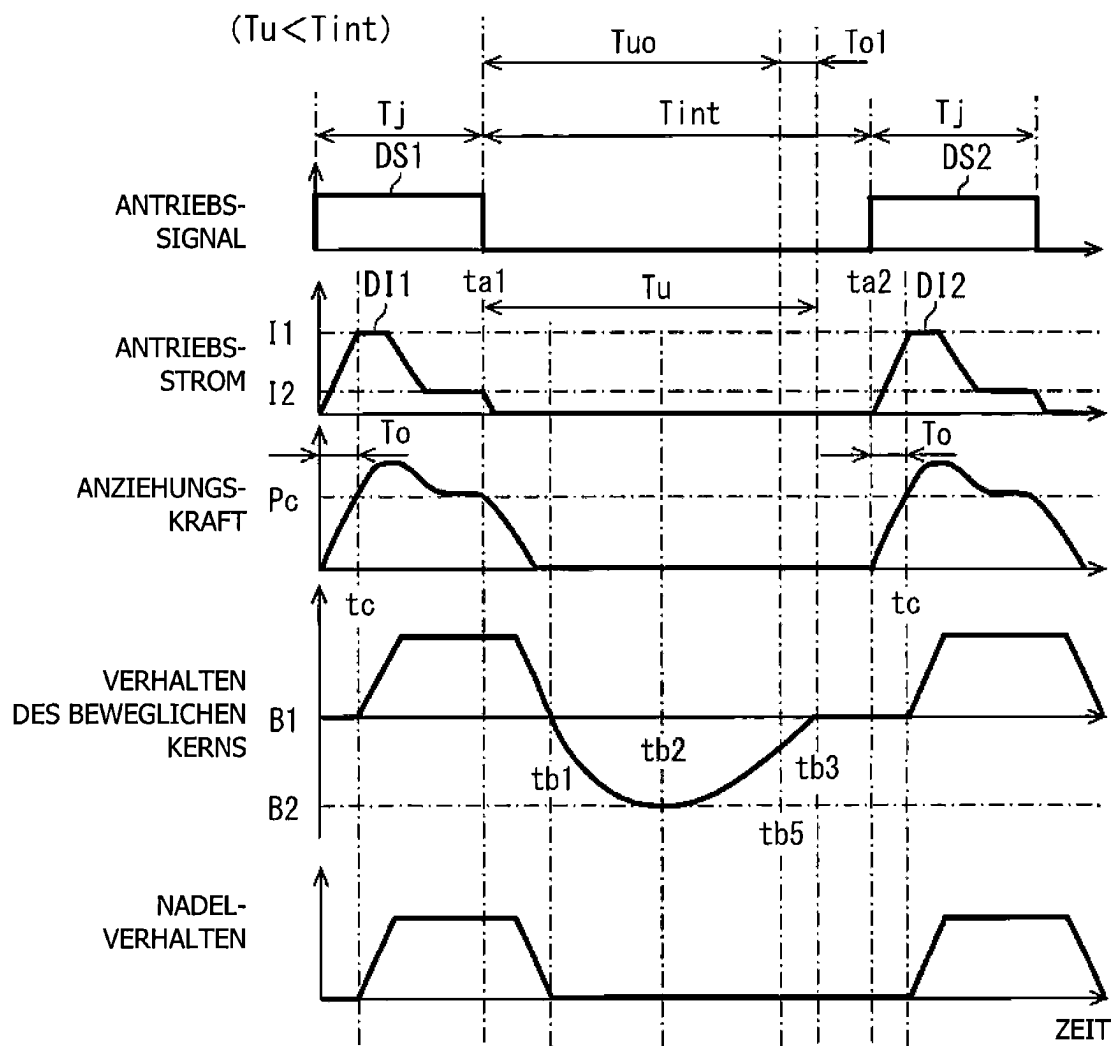 (Tu<Tint)
Tuo
To1
Tj
Tint
Tj
DS1
DS2
ANTRIEBS-
SIGNAL
ta1
Tu
ta2
DI1
DI2
I1
ANTRIEBS-
STROM
I2
To
To
ANZIEHUNGS-
KRAFT
Pc
tc
tc
VERHALTEN
DES BEWEGLICHEN
KERNS
B1
tb1
tb2
tb3
B2
tb5
NADEL-
VERHALTEN
ZEIT